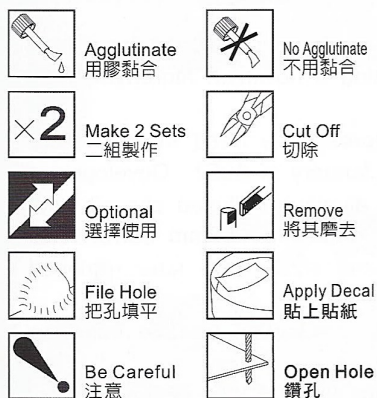 Agglutinate
用膠黏合
No Agglutinate
不用黏合
×2
Make 2 Sets
二組製作
Cut Off
切除
Optional
選擇使用
Remove
將其磨去
File Hole
把孔填平
Apply Decal
貼上貼紙
Be Careful
注意
Open Hole
鑽孔